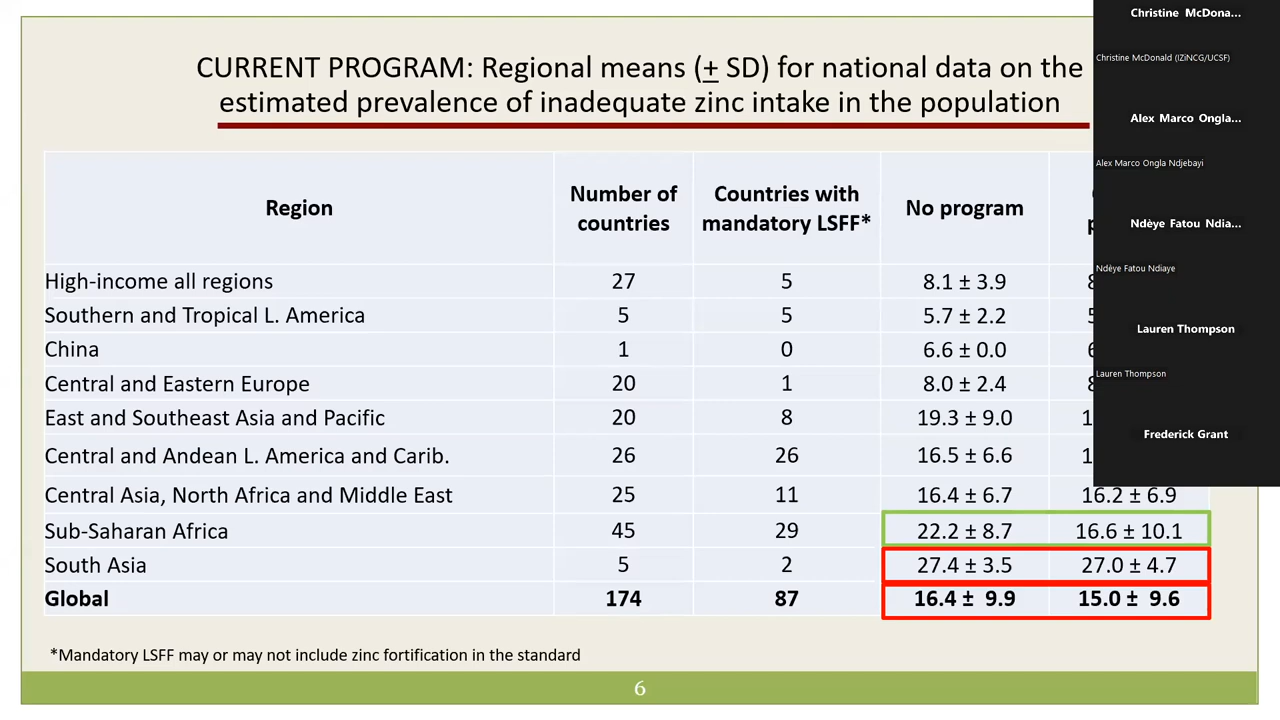 CURRENT PROGRAM: Regional means (± SD) for national data on the
estimated prevalence of inadequate zinc intake in the population
Region Number of countries Countries with mandatory LSFF* No program
High-income all regions 27 5 8.1 ± 3.9
Southern and Tropical L. America 5 5 5.7 ± 2.2
China 1 0 6.6 ± 0.0
Central and Eastern Europe 20 1 8.0 ± 2.4
East and Southeast Asia and Pacific 20 8 19.3 ± 9.0
Central and Andean L. America and Carib. 26 26 16.5 ± 6.6
Central Asia, North Africa and Middle East 25 11 16.4 ± 6.7 16.2 ± 6.9
Sub-Saharan Africa 45 29 22.2 ± 8.7 16.6 ± 10.1
South Asia 5 2 27.4 ± 3.5 27.0 ± 4.7
Global 174 87 16.4 ± 9.9 15.0 ± 9.6
*Mandatory LSFF may or may not include zinc fortification in the standard
6
Christine McDona...
Christine McDonald (IZiNCG/UCSF)
Alex Marco Ongla...
Alex Marco Ongla Ndjebayi
Ndèye Fatou Ndia...
Ndèye Fatou Ndiaye
Lauren Thompson
Lauren Thompson
Frederick Grant